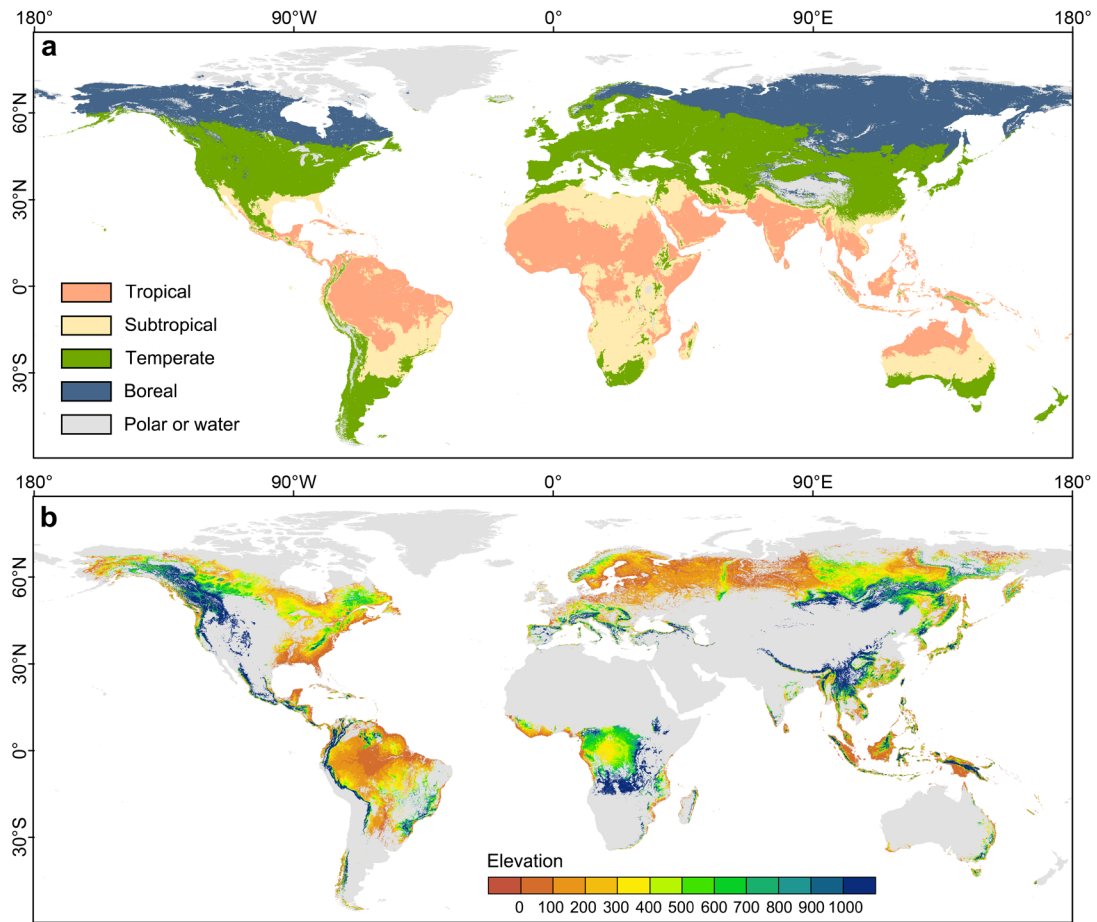 180° 90°W 0° 90°E 180°
a
60°N
30°N
0°
30°S
Tropical
Subtropical
Temperate
Boreal
Polar or water
180° 90°W 0° 90°E 180°
b
60°N
30°N
0°
30°S
Elevation
0 100 200 300 400 500 600 700 800 900 1000